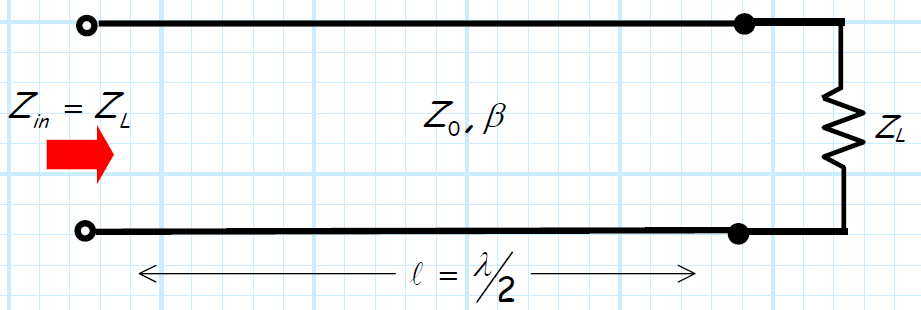 Z_in = Z_L
Z_0, β
Z_L
ℓ = λ/2